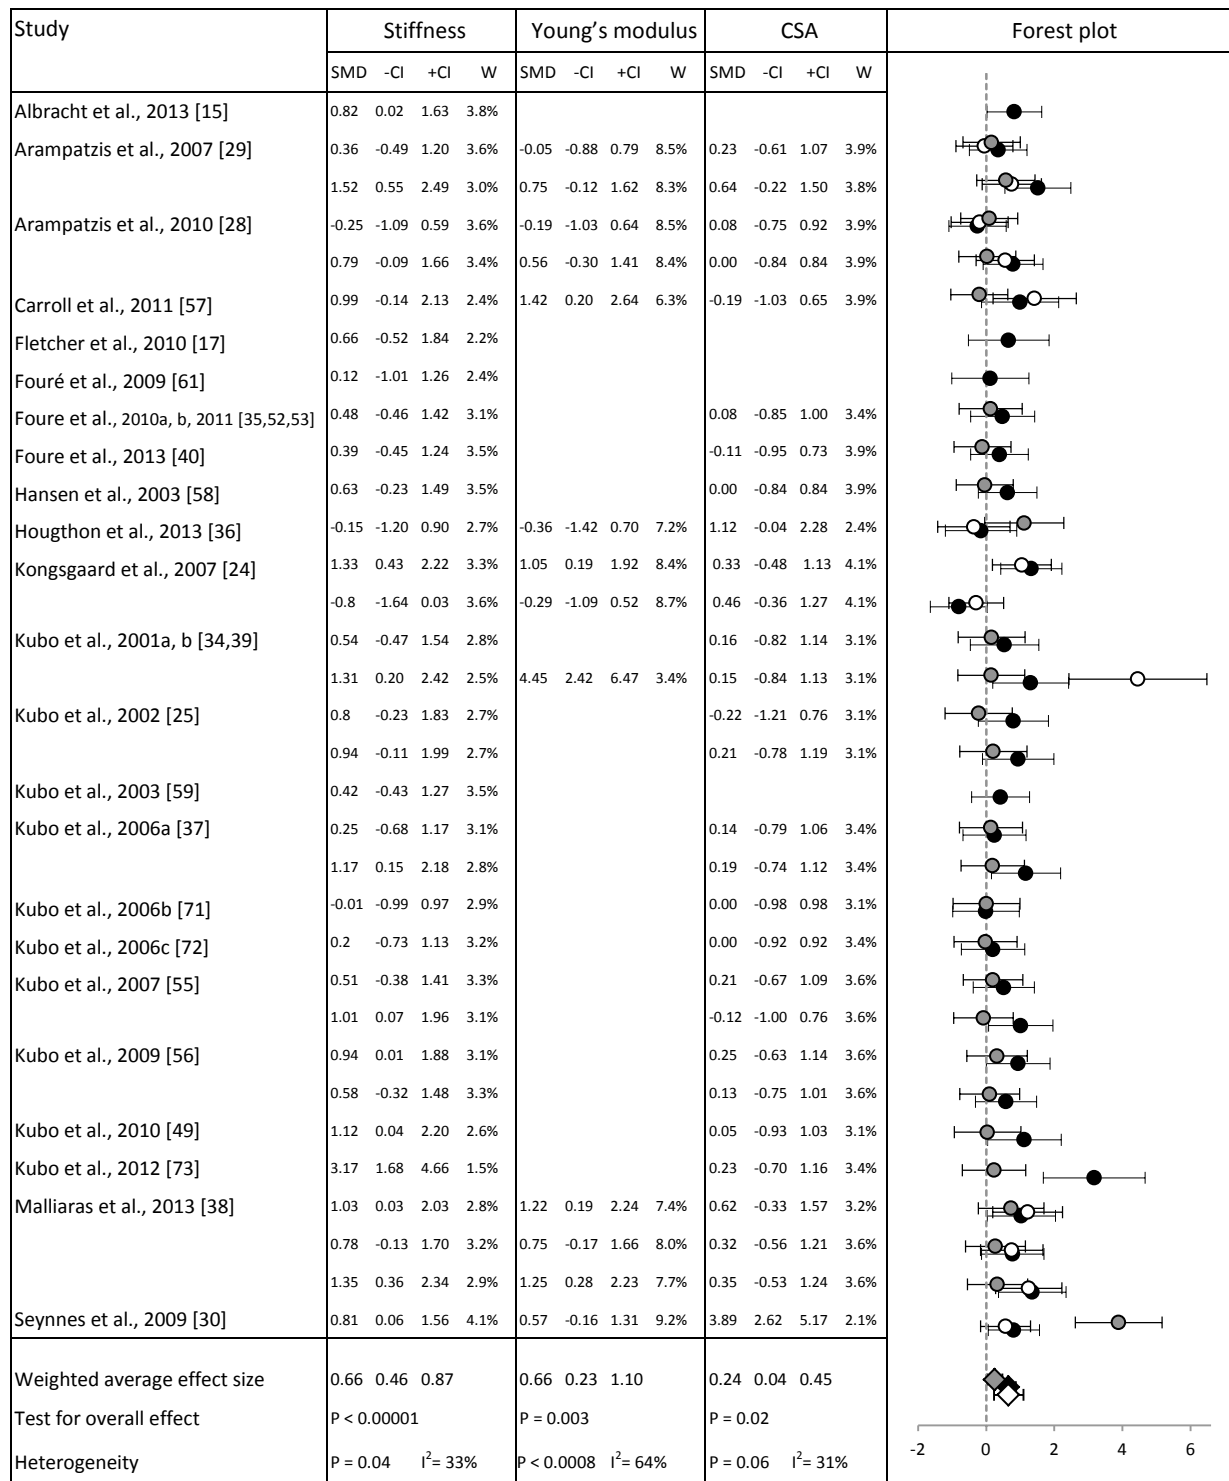 Study Stiffness Young's modulus CSA Forest plot
SMD -CI +CI W SMD -CI +CI W SMD -CI +CI W
Albracht et al., 2013 [15] 0.82 0.02 1.63 3.8%
Arampatzis et al., 2007 [29] 0.36 -0.49 1.20 3.6% -0.05 -0.88 0.79 8.5% 0.23 -0.61 1.07 3.9%
1.52 0.55 2.49 3.0% 0.75 -0.12 1.62 8.3% 0.64 -0.22 1.50 3.8%
Arampatzis et al., 2010 [28] -0.25 -1.09 0.59 3.6% -0.19 -1.03 0.64 8.5% 0.08 -0.75 0.92 3.9%
0.79 -0.09 1.66 3.4% 0.56 -0.30 1.41 8.4% 0.00 -0.84 0.84 3.9%
Carroll et al., 2011 [57] 0.99 -0.14 2.13 2.4% 1.42 0.20 2.64 6.3% -0.19 -1.03 0.65 3.9%
Fletcher et al., 2010 [17] 0.66 -0.52 1.84 2.2%
Fouré et al., 2009 [61] 0.12 -1.01 1.26 2.4%
Foure et al., 2010a, b, 2011 [35,52,53] 0.48 -0.46 1.42 3.1% 0.08 -0.85 1.00 3.4%
Foure et al., 2013 [40] 0.39 -0.45 1.24 3.5% -0.11 -0.95 0.73 3.9%
Hansen et al., 2003 [58] 0.63 -0.23 1.49 3.5% 0.00 -0.84 0.84 3.9%
Hougthon et al., 2013 [36] -0.15 -1.20 0.90 2.7% -0.36 -1.42 0.70 7.2% 1.12 -0.04 2.28 2.4%
Kongsgaard et al., 2007 [24] 1.33 0.43 2.22 3.3% 1.05 0.19 1.92 8.4% 0.33 -0.48 1.13 4.1%
-0.8 -1.64 0.03 3.6% -0.29 -1.09 0.52 8.7% 0.46 -0.36 1.27 4.1%
Kubo et al., 2001a, b [34,39] 0.54 -0.47 1.54 2.8% 0.16 -0.82 1.14 3.1%
1.31 0.20 2.42 2.5% 4.45 2.42 6.47 3.4% 0.15 -0.84 1.13 3.1%
Kubo et al., 2002 [25] 0.8 -0.23 1.83 2.7% -0.22 -1.21 0.76 3.1%
0.94 -0.11 1.99 2.7% 0.21 -0.78 1.19 3.1%
Kubo et al., 2003 [59] 0.42 -0.43 1.27 3.5%
Kubo et al., 2006a [37] 0.25 -0.68 1.17 3.1% 0.14 -0.79 1.06 3.4%
1.17 0.15 2.18 2.8% 0.19 -0.74 1.12 3.4%
Kubo et al., 2006b [71] -0.01 -0.99 0.97 2.9% 0.00 -0.98 0.98 3.1%
Kubo et al., 2006c [72] 0.2 -0.73 1.13 3.2% 0.00 -0.92 0.92 3.4%
Kubo et al., 2007 [55] 0.51 -0.38 1.41 3.3% 0.21 -0.67 1.09 3.6%
1.01 0.07 1.96 3.1% -0.12 -1.00 0.76 3.6%
Kubo et al., 2009 [56] 0.94 0.01 1.88 3.1% 0.25 -0.63 1.14 3.6%
0.58 -0.32 1.48 3.3% 0.13 -0.75 1.01 3.6%
Kubo et al., 2010 [49] 1.12 0.04 2.20 2.6% 0.05 -0.93 1.03 3.1%
Kubo et al., 2012 [73] 3.17 1.68 4.66 1.5% 0.23 -0.70 1.16 3.4%
Malliaras et al., 2013 [38] 1.03 0.03 2.03 2.8% 1.22 0.19 2.24 7.4% 0.62 -0.33 1.57 3.2%
0.78 -0.13 1.70 3.2% 0.75 -0.17 1.66 8.0% 0.32 -0.56 1.21 3.6%
1.35 0.36 2.34 2.9% 1.25 0.28 2.23 7.7% 0.35 -0.53 1.24 3.6%
Seynnes et al., 2009 [30] 0.81 0.06 1.56 4.1% 0.57 -0.16 1.31 9.2% 3.89 2.62 5.17 2.1%
Weighted average effect size 0.66 0.46 0.87 0.66 0.23 1.10 0.24 0.04 0.45
Test for overall effect P < 0.00001 P = 0.003 P = 0.02
Heterogeneity P = 0.04 I²= 33% P < 0.0008 I²= 64% P = 0.06 I²= 31%
-2 0 2 4 6